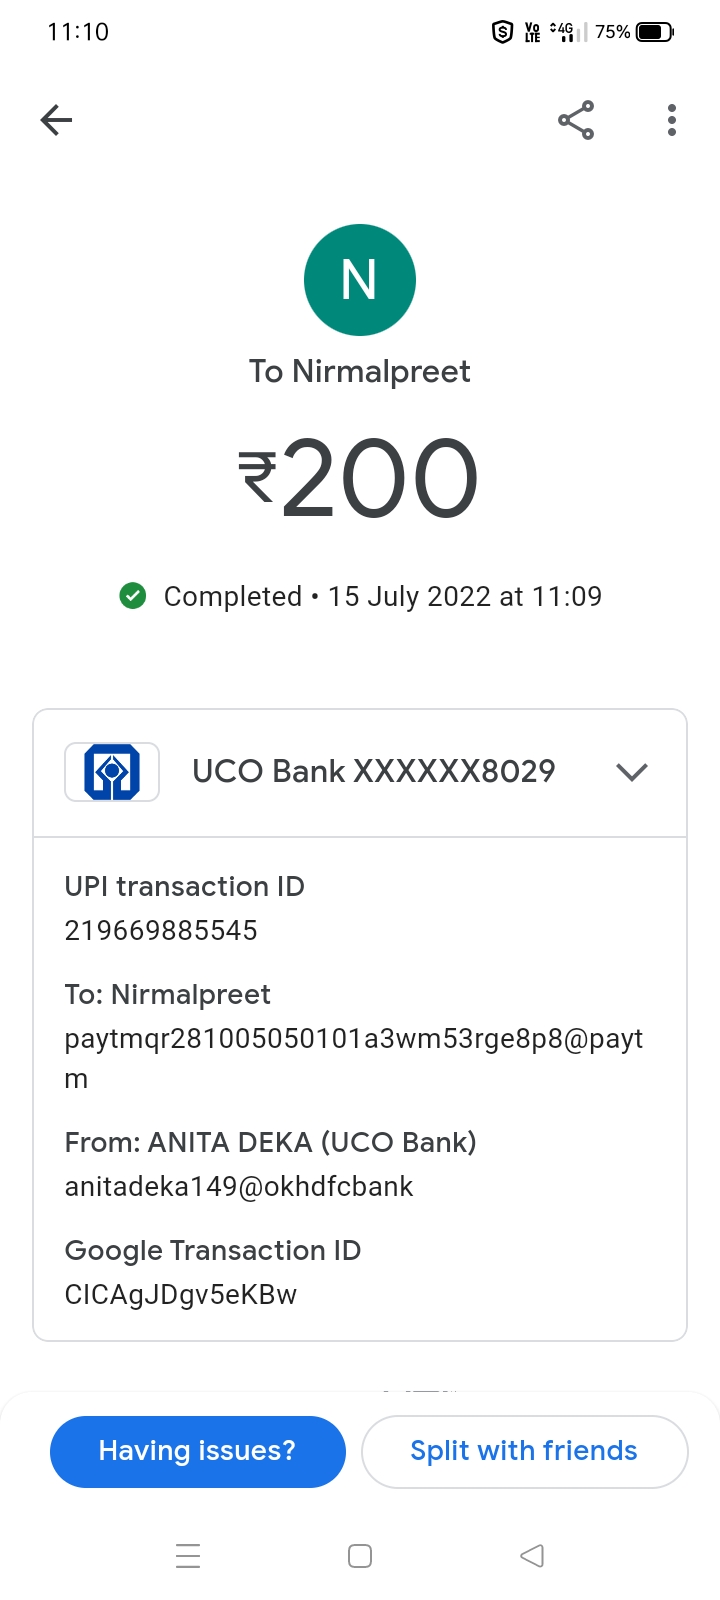 11:10
Vo LTE 4G 75%
N
To Nirmalpreet
₹200
Completed • 15 July 2022 at 11:09
UCO Bank XXXXXX8029
UPI transaction ID
219669885545
To: Nirmalpreet
paytmqr281005050101a3wm53rge8p8@payt
m
From: ANITA DEKA (UCO Bank)
anitadeka149@okhdfcbank
Google Transaction ID
CICAgJDgv5eKBw
Having issues?
Split with friends